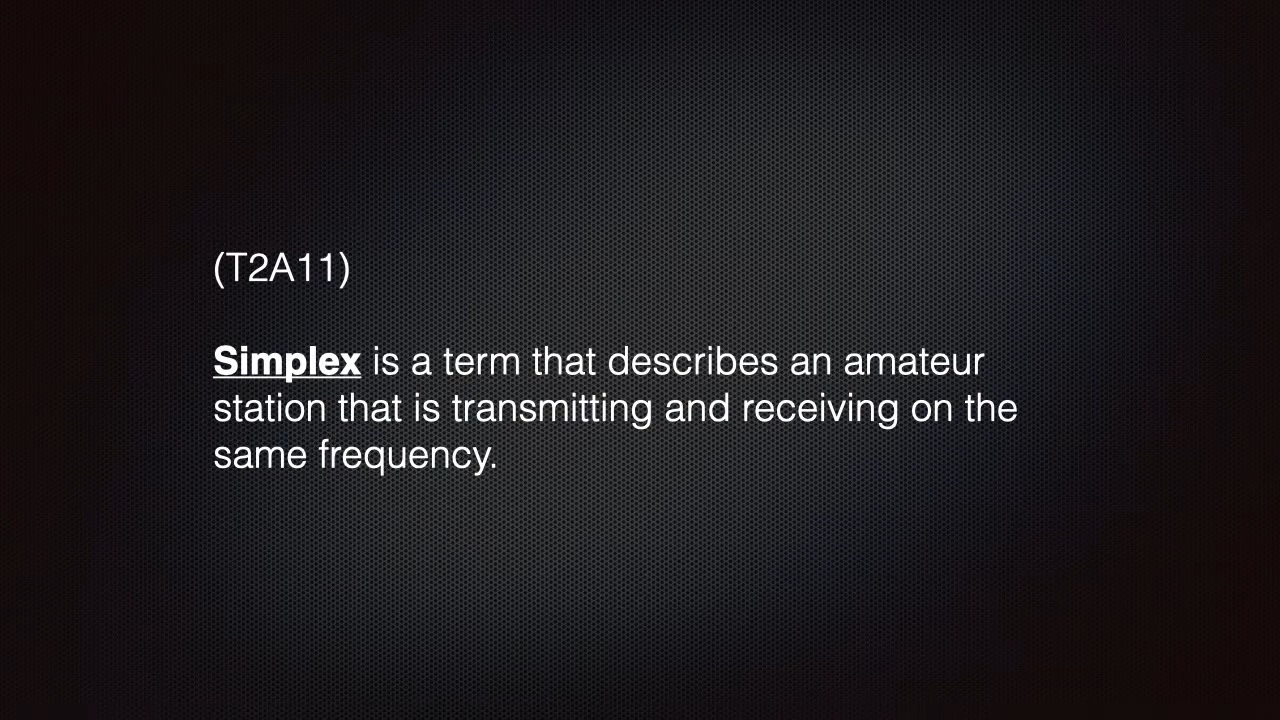 (T2A11)
Simplex is a term that describes an amateur
station that is transmitting and receiving on the
same frequency.